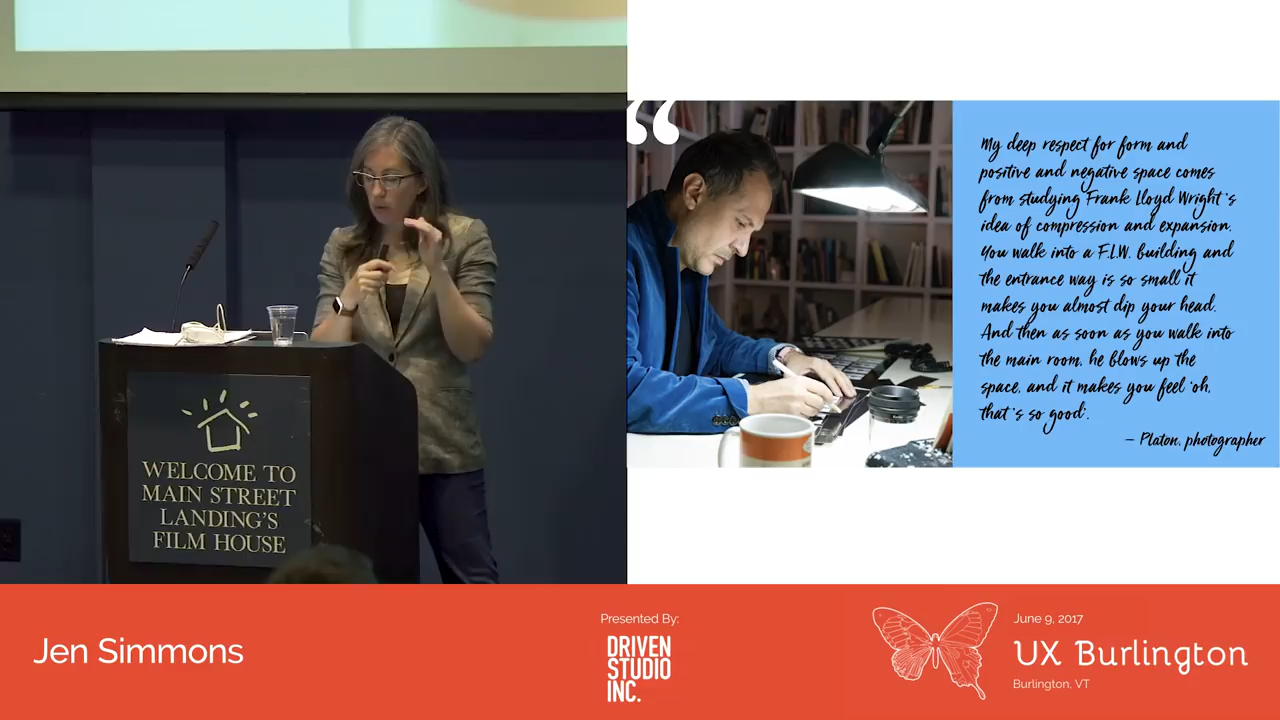 WELCOME TO
MAIN STREET
LANDING'S
FILM HOUSE
“
My deep respect for form and
positive and negative space comes
from studying Frank Lloyd Wright's
idea of compression and expansion.
You walk into a F.L.W. building and
the entrance way is so small it
makes you almost dip your head.
And then as soon as you walk into
the main room, he blows up the
space, and it makes you feel 'oh,
that's so good'.
– Platon, photographer
Jen Simmons
Presented By:
DRIVEN
STUDIO
INC.
June 9, 2017
UX Burlington
Burlington, VT